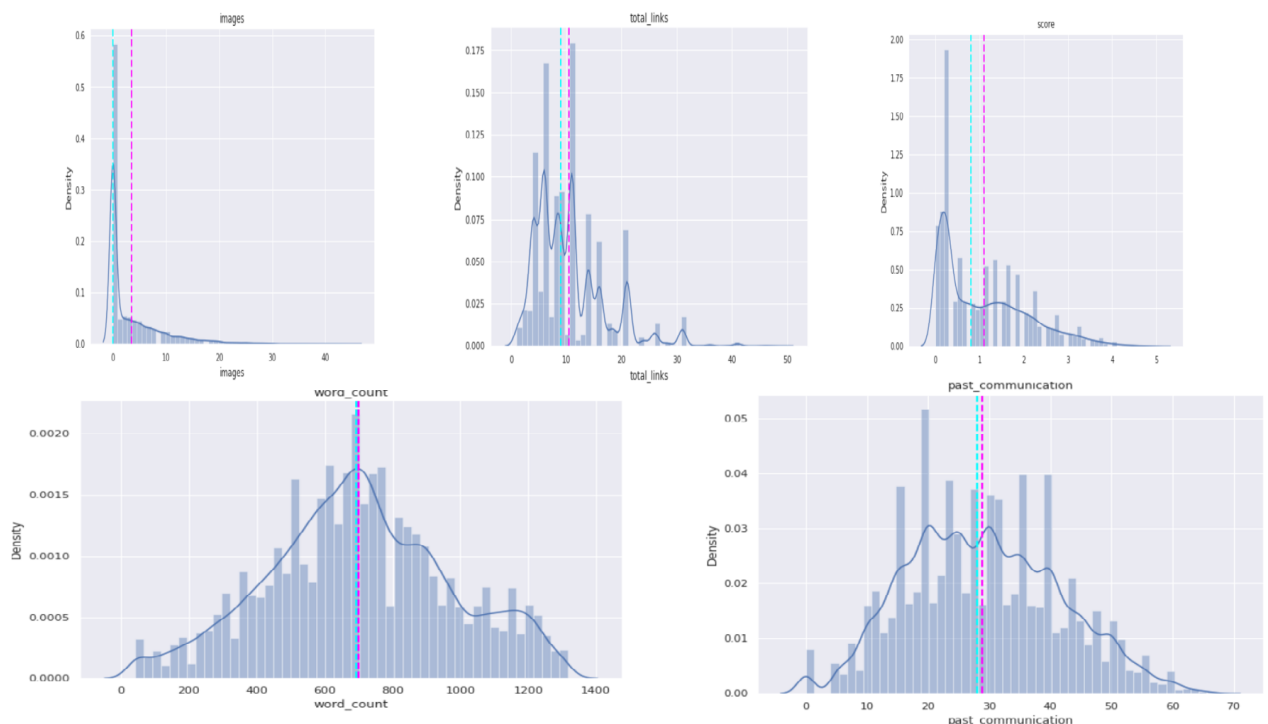 images
0.6
0.5
0.4
0.3
0.2
0.1
0.0
Density
0 10 20 30 40
images
total_links
0.175
0.150
0.125
0.100
0.075
0.050
0.025
0.000
Density
0 10 20 30 40 50
total_links
score
2.00
1.75
1.50
1.25
1.00
0.75
0.50
0.25
0.00
Density
0 1 2 3 4 5
word_count
0.0020
0.0015
0.0010
0.0005
0.0000
Density
0 200 400 600 800 1000 1200 1400
word_count
past_communication
0.05
0.04
0.03
0.02
0.01
0.00
Density
0 10 20 30 40 50 60 70
past_communication